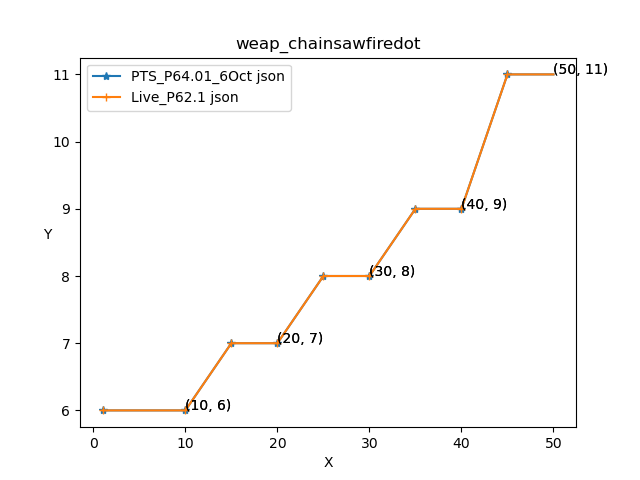 weap_chainsawfiredot
PTS_P64.01_6Oct json
Live_P62.1 json
11
10
9
8
7
6
Y
(50, 11)
(40, 9)
(30, 8)
(20, 7)
(10, 6)
0 10 20 30 40 50
X